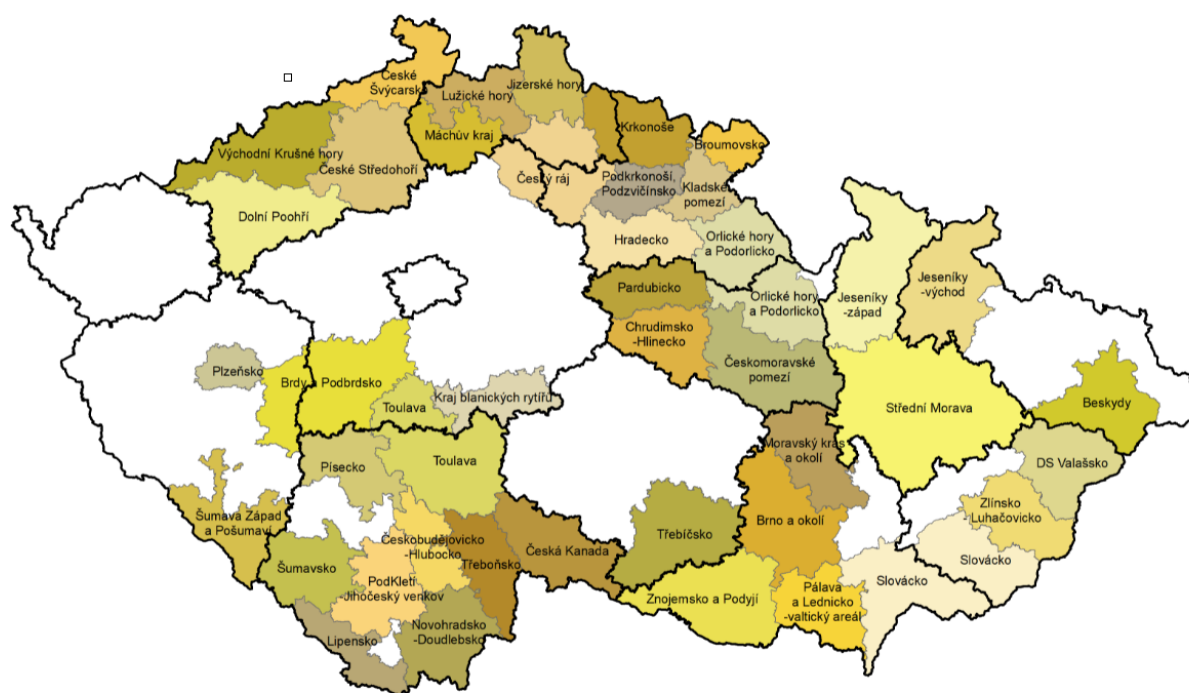 České
Švýcarsko
Lužické hory
Jizerské hory
Máchův kraj
Krkonoše
Broumovsko
Východní Krušné hory
České Středohoří
Český ráj
Podkrkonoší,
Podzvičínsko
Kladské
pomezí
Dolní Poohří
Hradecko
Orlické hory
a Podorlicko
Pardubicko
Orlické hory
a Podorlicko
Jeseníky
-západ
Jeseníky
-východ
Chrudimsko
-Hlinecko
Českomoravské
pomezí
Plzeňsko
Brdy a Podbrdsko
Toulava
Kraj blanických rytířů
Střední Morava
Beskydy
Písecko
Toulava
Moravský kras
a okolí
DS Valašsko
Šumava Západ
a Pošumaví
Českobudějovicko
-Hlubocko
Třeboňsko
Česká Kanada
Třebíčsko
Brno a okolí
Zlínsko
Luhačovicko
Slovácko
Šumavsko
PodKletí
Jihočeský venkov
Znojemsko a Podyjí
Pálava
a Lednicko
-valtický areál
Slovácko
Lipensko
Novohradsko
-Doudlebsko